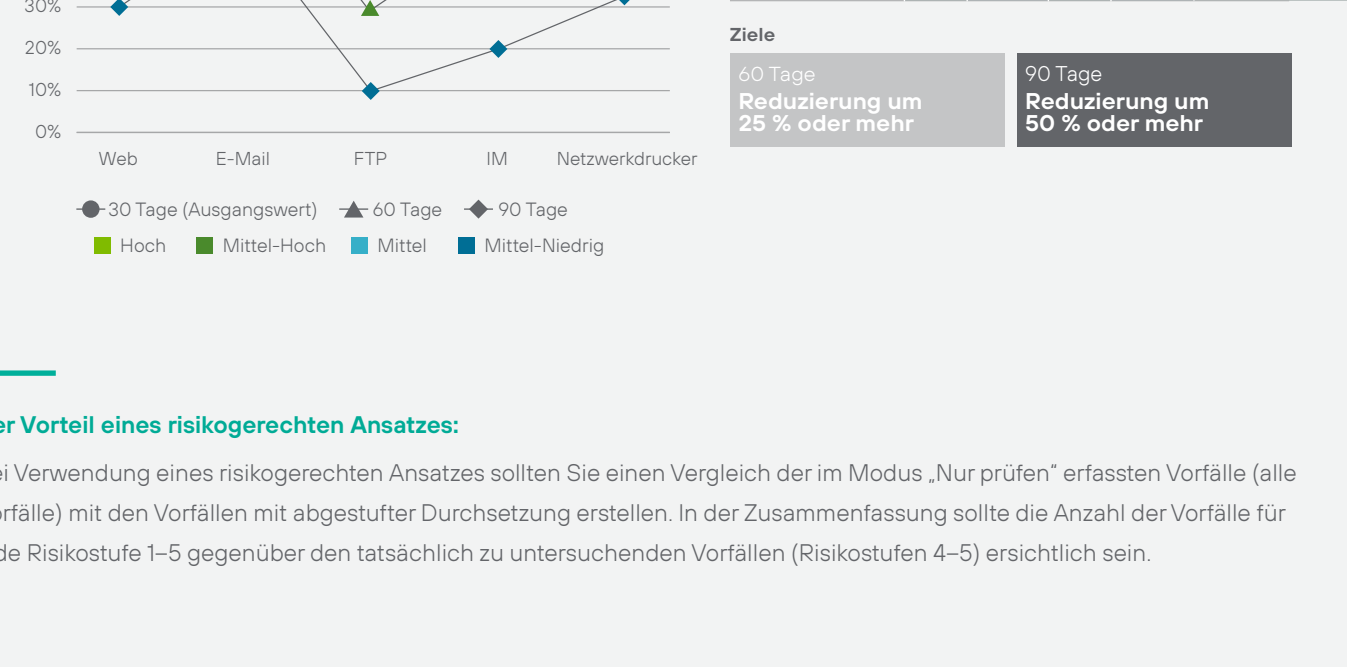 30%
20%
10%
0%
Web E-Mail FTP IM Netzwerkdrucker
30 Tage (Ausgangswert) 60 Tage 90 Tage
Hoch Mittel-Hoch Mittel Mittel-Niedrig
Ziele
60 Tage
Reduzierung um
25 % oder mehr
90 Tage
Reduzierung um
50 % oder mehr
er Vorteil eines risikogerechten Ansatzes:
ei Verwendung eines risikogerechten Ansatzes sollten Sie einen Vergleich der im Modus „Nur prüfen“ erfassten Vorfälle (alle
orfälle) mit den Vorfällen mit abgestufter Durchsetzung erstellen. In der Zusammenfassung sollte die Anzahl der Vorfälle für
de Risikostufe 1–5 gegenüber den tatsächlich zu untersuchenden Vorfällen (Risikostufen 4–5) ersichtlich sein.